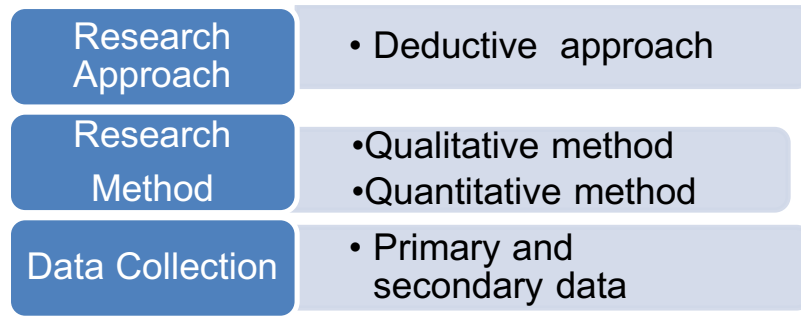 Research
Approach
• Deductive approach
Research
Method
•Qualitative method
•Quantitative method
Data Collection
• Primary and
secondary data